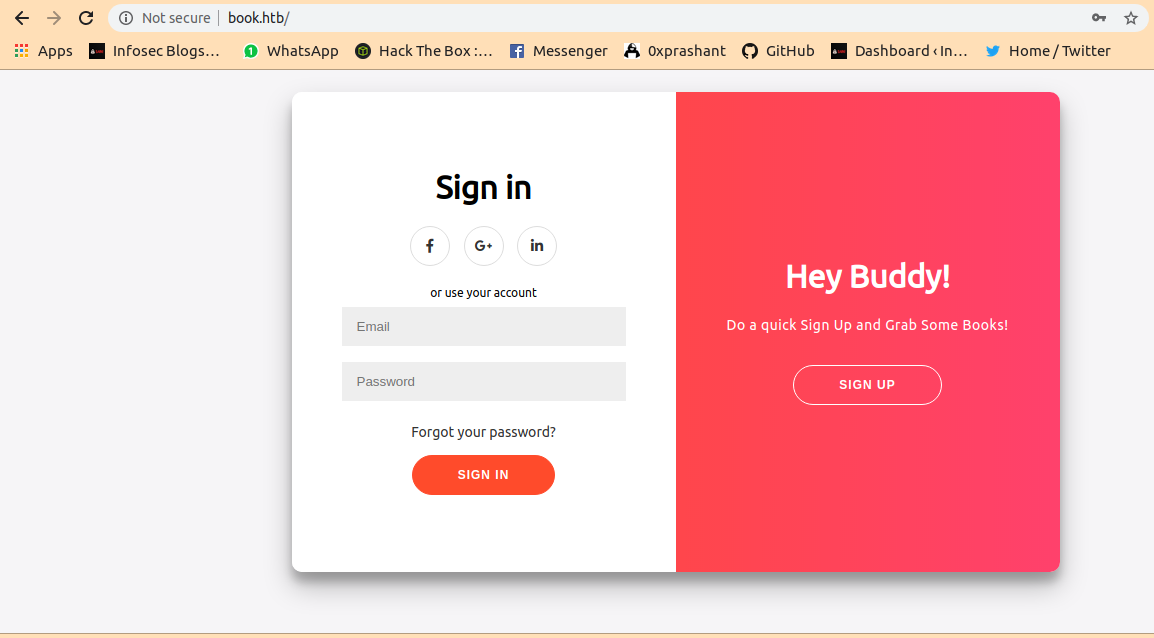 Not secure | book.htb/
Apps Infosec Blogs... WhatsApp Hack The Box :... Messenger 0xprashant GitHub Dashboard ‹ In... Home / Twitter
Sign in
f G+ in
or use your account
Email
Password
Forgot your password?
SIGN IN
Hey Buddy!
Do a quick Sign Up and Grab Some Books!
SIGN UP